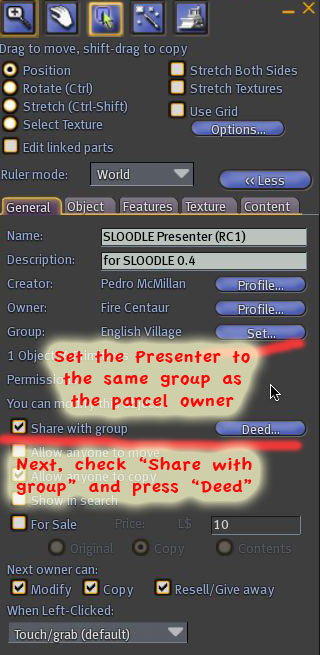 Drag to move, shift-drag to copy
Position
Stretch Both Sides
Rotate (Ctrl)
Stretch Textures
Stretch (Ctrl-Shift)
Use Grid
Select Texture
Options...
Edit linked parts
Ruler mode: World
<< Less
General Object Features Texture Content
Name: SLOODLE Presenter (RC1)
Description: for SLOODLE 0.4
Creator: Pedro McMillan Profile...
Owner: Fire Centaur Profile...
Group: English Village Set...
1 Obje
Set the Presenter to
the same group as
the parcel owner
Permiss
You can mod
Share with group Deed...
Allow anyone to move
Next, check “Share with
group” and press “Deed”
Allow anyone to copy
Show in search
For Sale Price: L$ 10
Original Copy Contents
Next owner can:
Modify Copy Resell/Give away
When Left-Clicked:
Touch/grab (default)